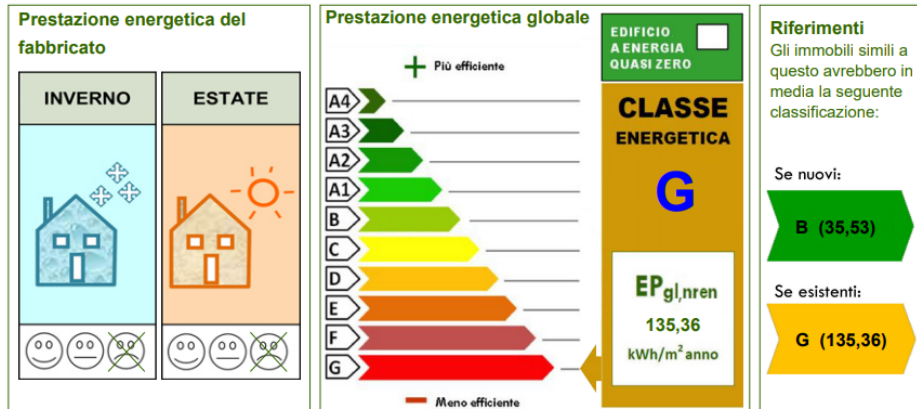 Prestazione energetica del
fabbricato
INVERNO
ESTATE
Prestazione energetica globale
Più efficiente
A4
A3
A2
A1
B
C
D
E
F
G
Meno efficiente
EDIFICIO
A ENERGIA
QUASI ZERO
CLASSE
ENERGETICA
G
EPgl,nren
135,36
kWh/m² anno
Riferimenti
Gli immobili simili a
questo avrebbero in
media la seguente
classificazione:
Se nuovi:
B (35,53)
Se esistenti:
G (135,36)